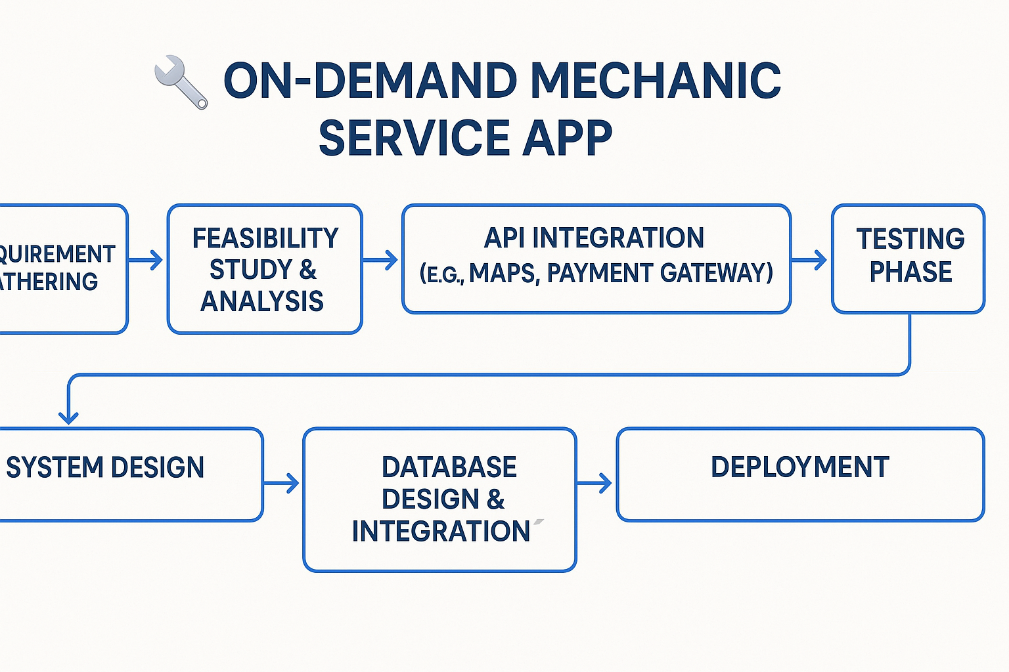 ON-DEMAND MECHANIC
SERVICE APP
QUIREMENT
ATHERING
FEASIBILITY
STUDY &
ANALYSIS
API INTEGRATION
(E.G., MAPS, PAYMENT GATEWAY)
TESTING
PHASE
SYSTEM DESIGN
DATABASE
DESIGN &
INTEGRATION
DEPLOYMENT